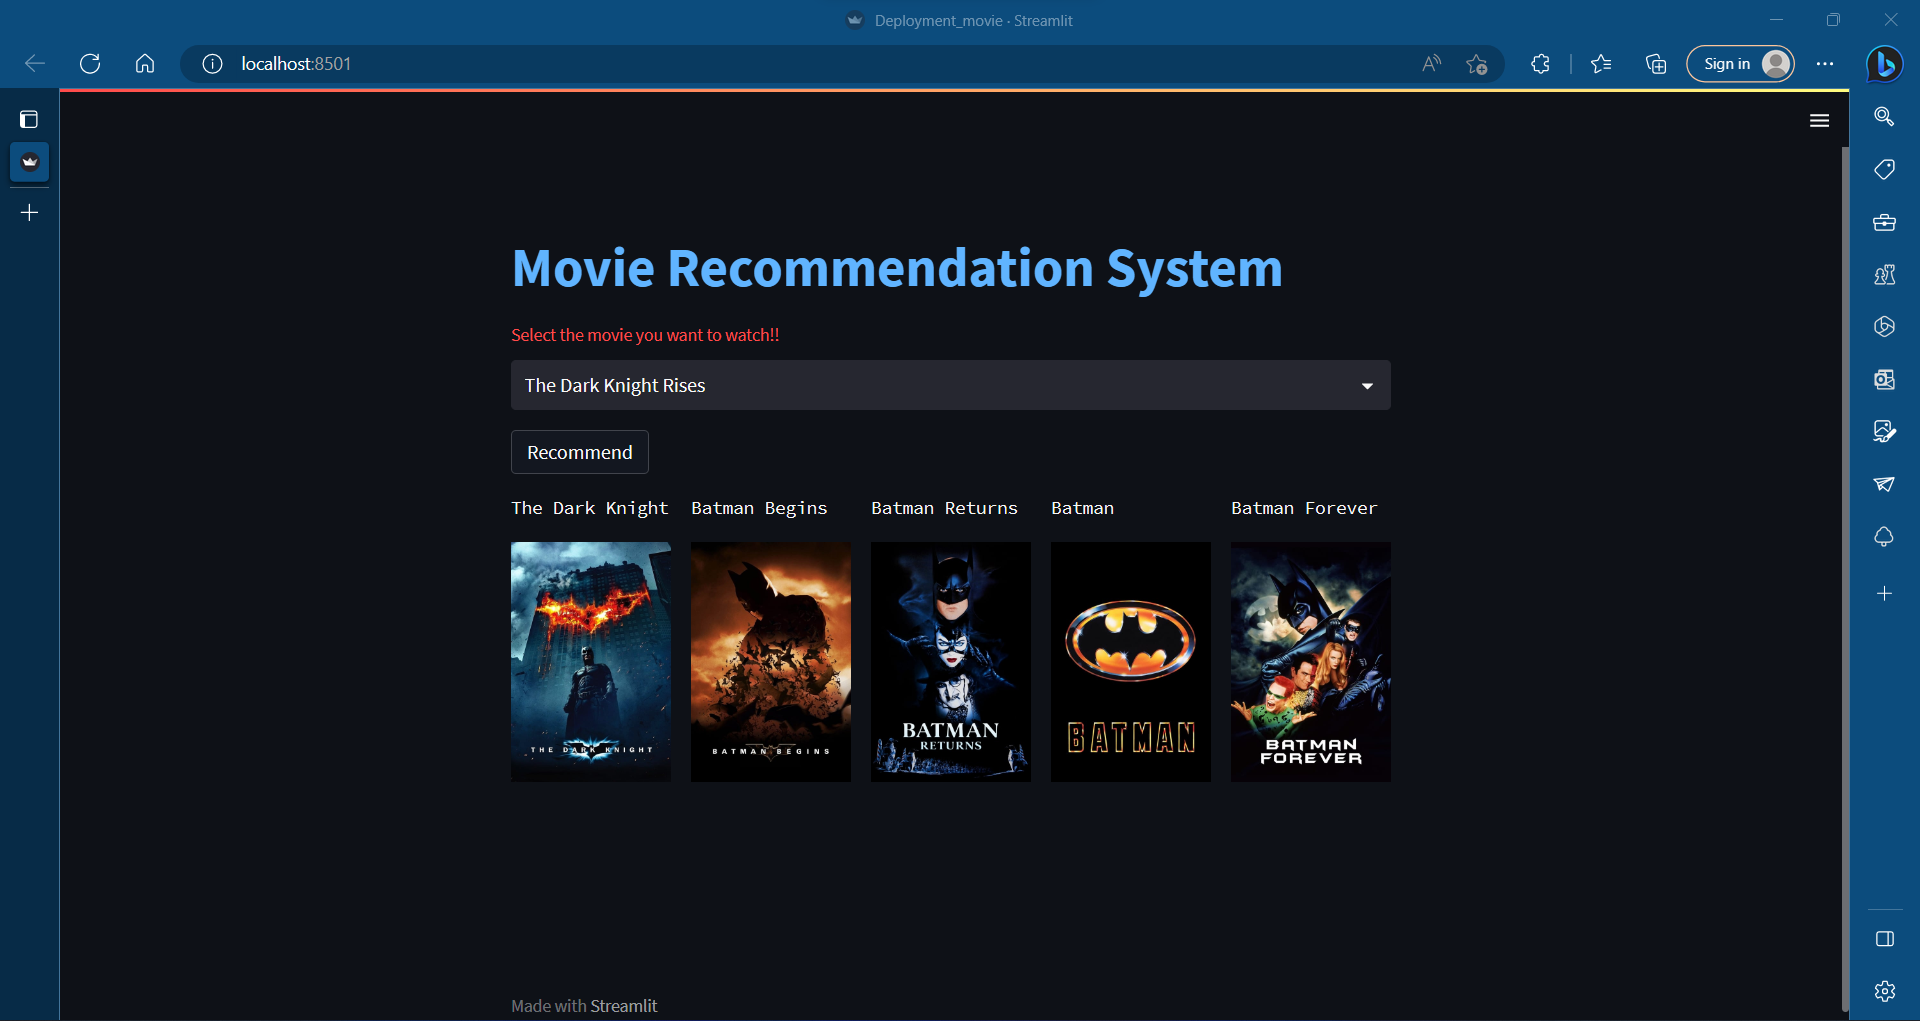 Deployment_movie · Streamlit
localhost:8501
A
Sign in
Movie Recommendation System
Select the movie you want to watch!!
The Dark Knight Rises
Recommend
The Dark Knight
Batman Begins
Batman Returns
Batman
Batman Forever
THE DARK KNIGHT
BATMAN BEGINS
BATMAN
RETURNS
BATMAN
BATMAN
FOREVER
Made with Streamlit